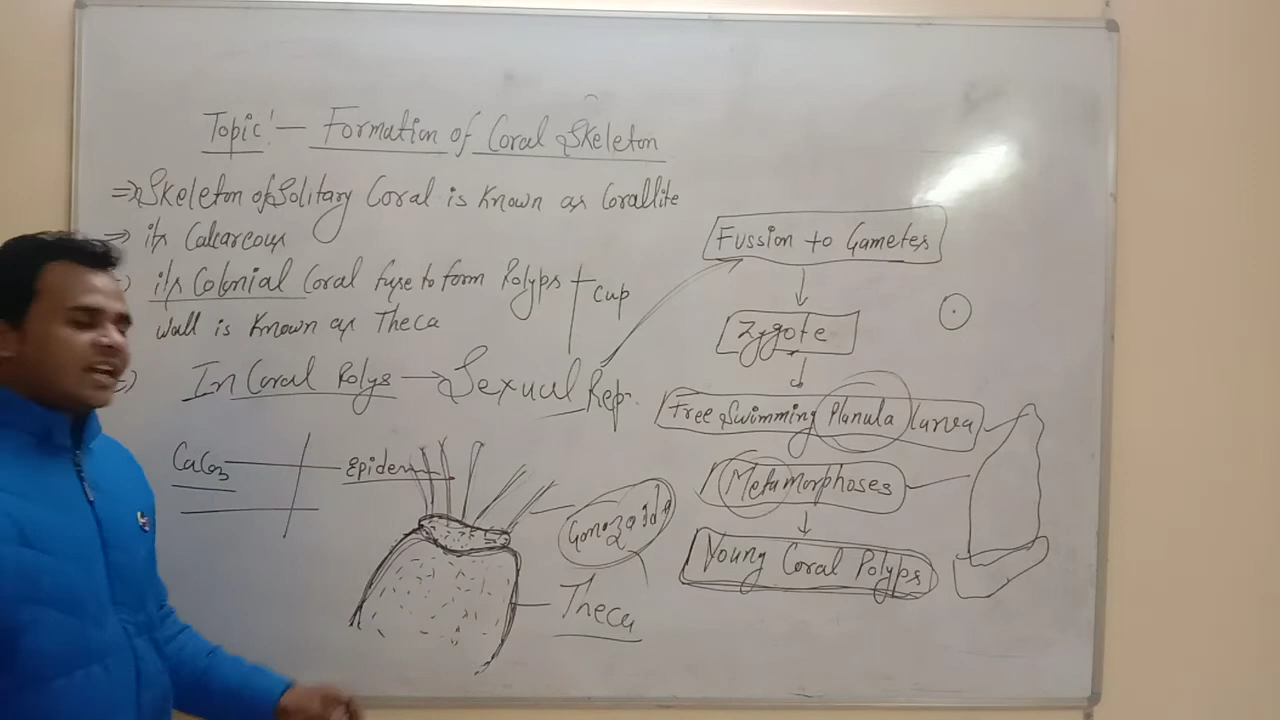 Topic:- Formation of Coral Skeleton
⇒ Skeleton of Solitary Coral is Known as Corallite
⇒ its Calcareous
its Colonial Coral fuse to form Polyps
wall is Known as Theca
cup
In Coral Polys → Sexual Rep.
CaCo3
Epiderm
Gonozoids
Theca
Fussion to Gametes
Zygote
Free Swimming Planula larvea
Metamorphoses
Young Coral Polyps